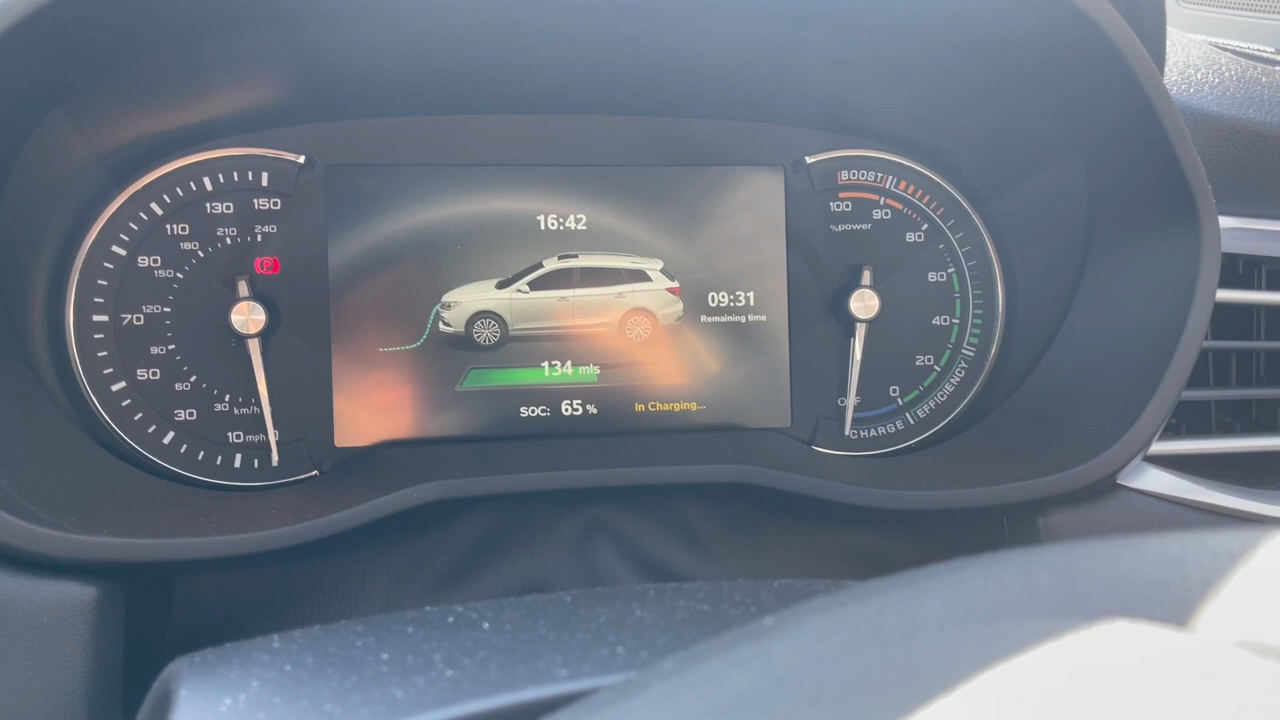 16:42
09:31
Remaining time
134 mls
SOC: 65 %
In Charging...
150
130
110
90
70
50
30
10 mph
240
210
180
150
120
90
60
30 km/h
P
BOOST
100
90
80
60
40
20
0
%power
OFF
CHARGE
EFFICIENCY